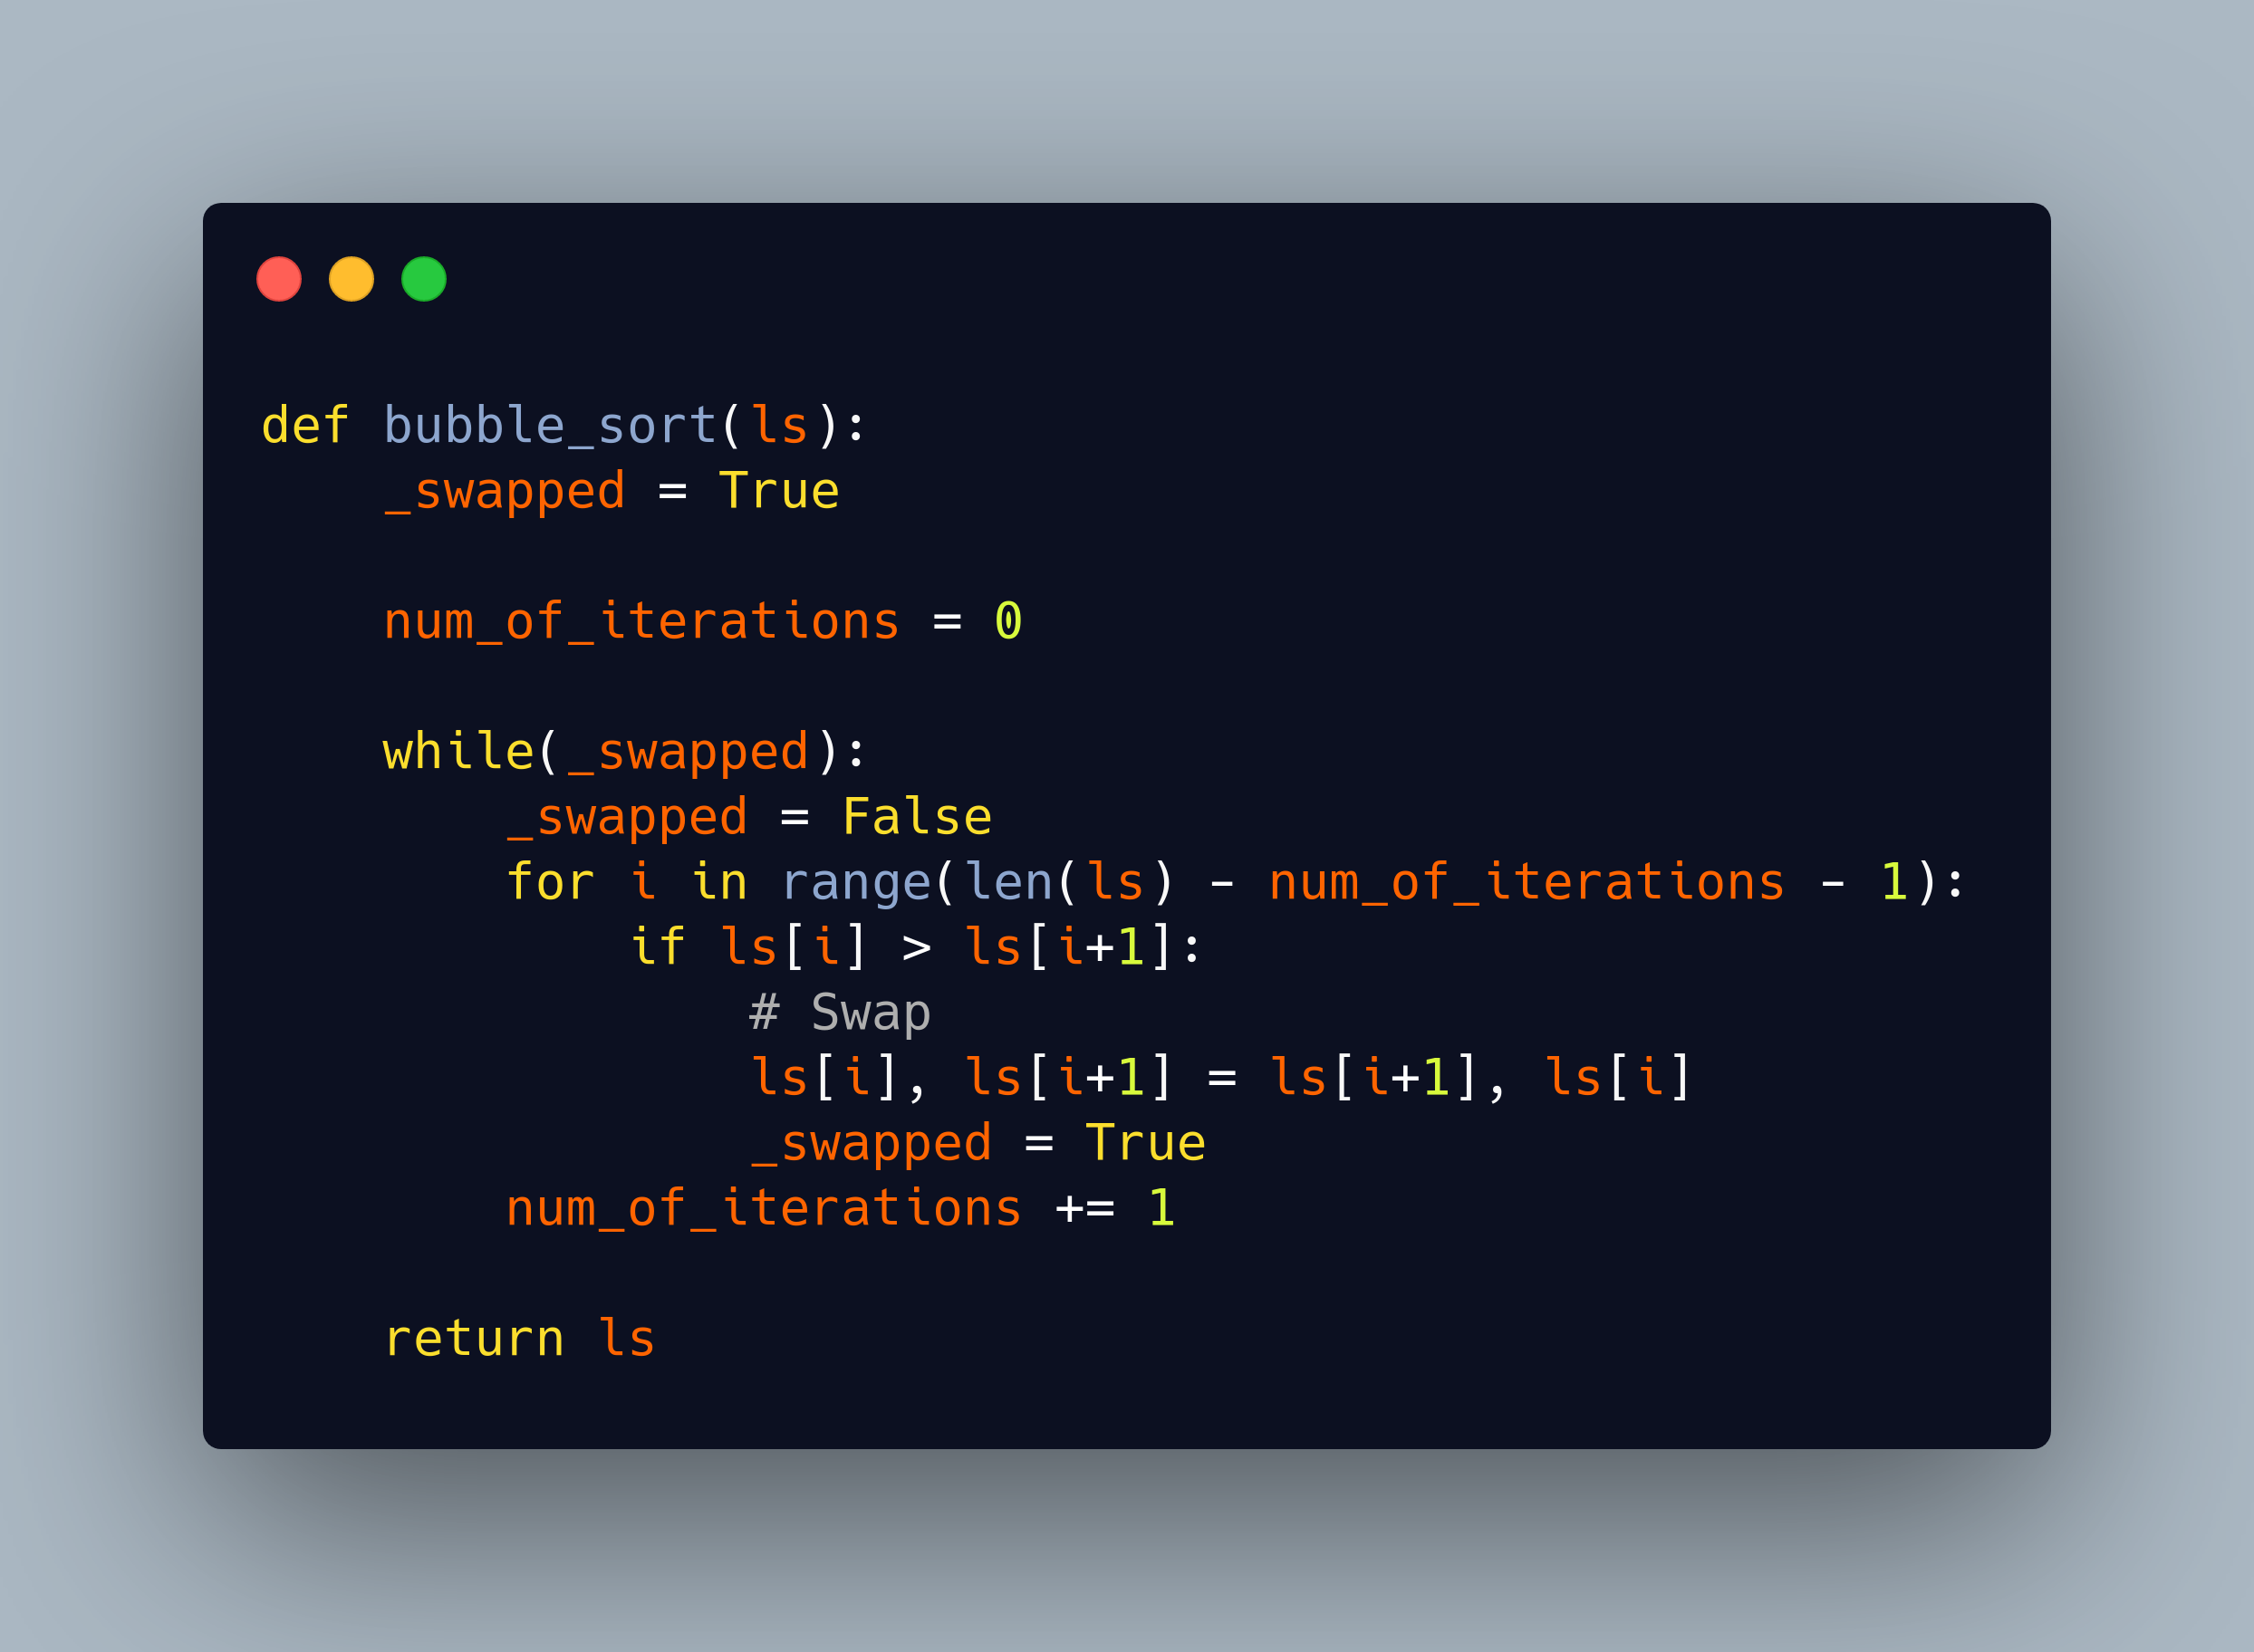 def bubble_sort(ls):
    _swapped = True

    num_of_iterations = 0

    while(_swapped):
        _swapped = False
        for i in range(len(ls) - num_of_iterations - 1):
            if ls[i] > ls[i+1]:
                # Swap
                ls[i], ls[i+1] = ls[i+1], ls[i]
                _swapped = True
        num_of_iterations += 1

    return ls